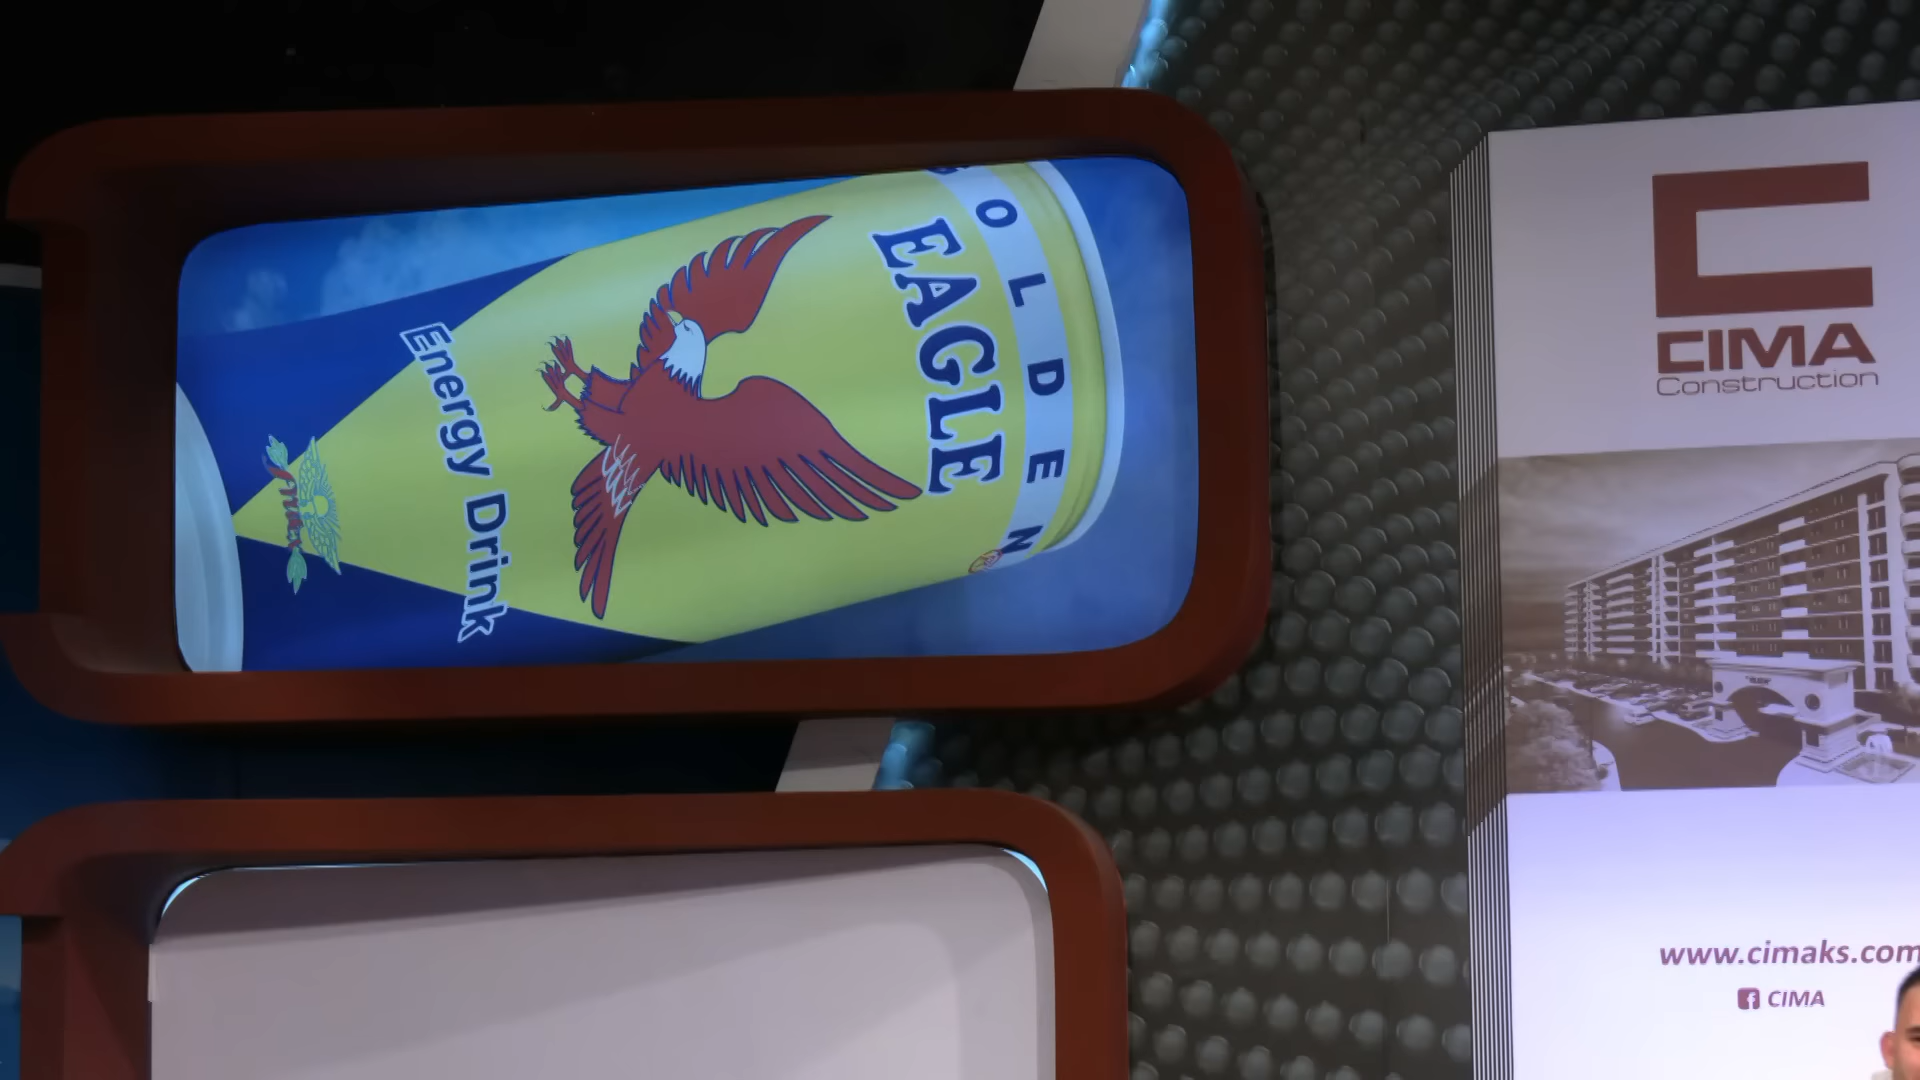 GOLDEN
EAGLE
Energy Drink
CIMA
Construction
www.cimaks.com
CIMA